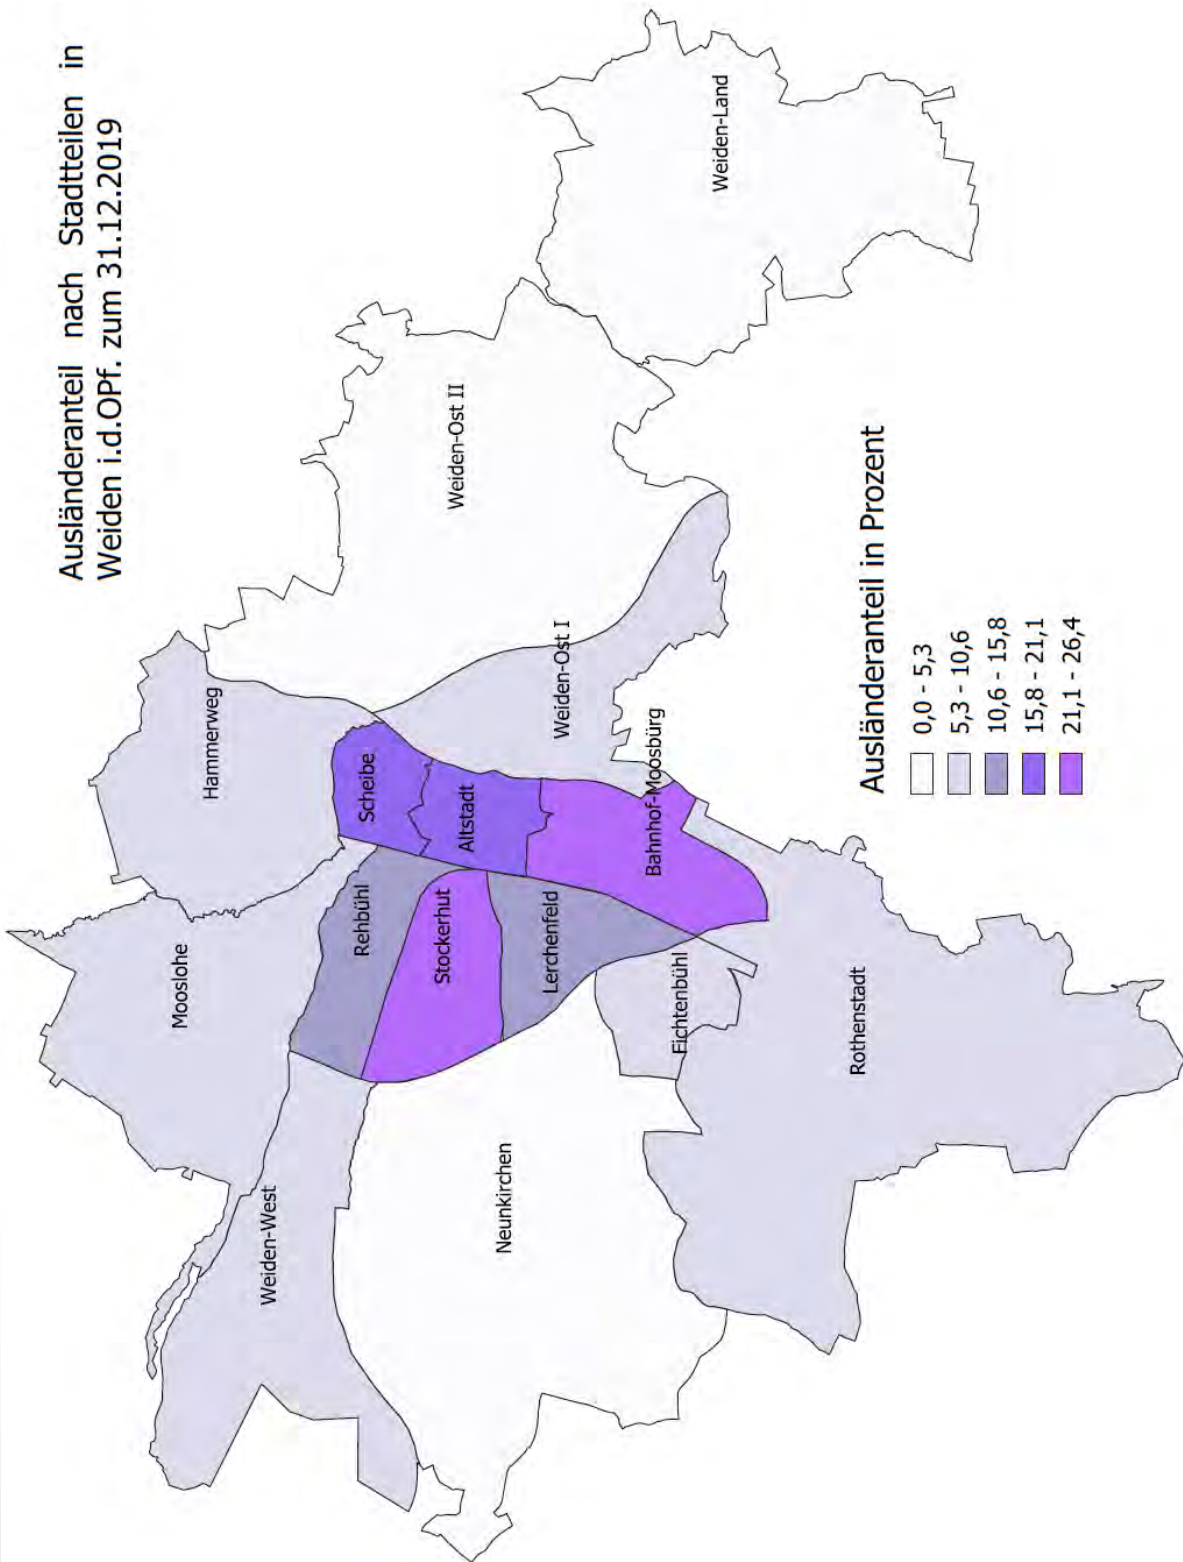 Ausländeranteil nach Stadtteilen in
Weiden i.d.OPf. zum 31.12.2019
Weiden-West
Mooslohe
Hammerweg
Rehbühl
Scheibe
Stockerhut
Altstadt
Weiden-Ost II
Neunkirchen
Lerchenfeld
Weiden-Ost I
Fichtenbühl
Bahnhof-Moosbürg
Weiden-Land
Rothenstadt
Ausländeranteil in Prozent
0,0 - 5,3
5,3 - 10,6
10,6 - 15,8
15,8 - 21,1
21,1 - 26,4